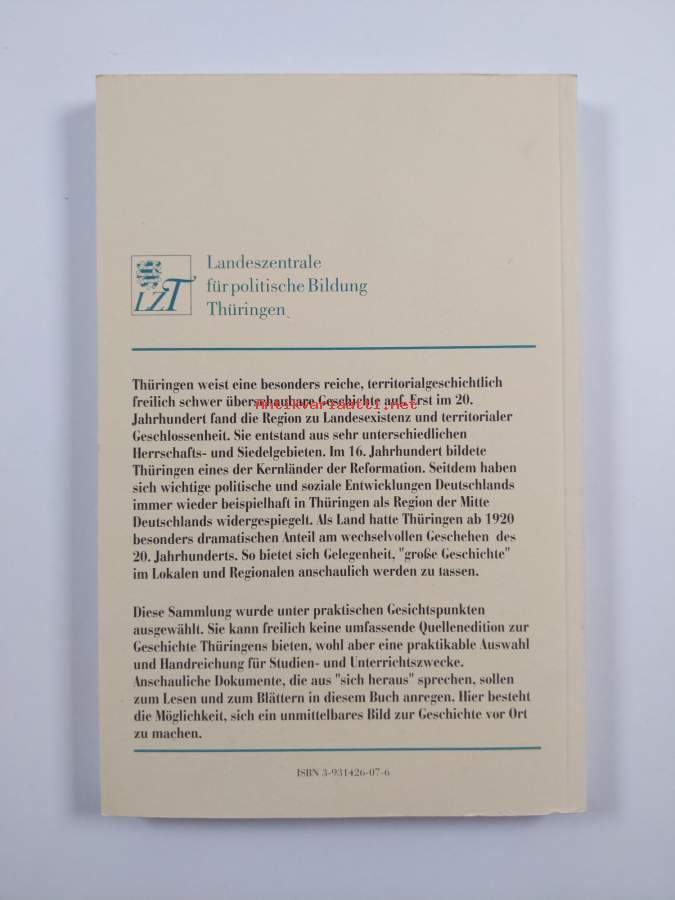 LZT
Landeszentrale
für politische Bildung
Thüringen
Thüringen weist eine besonders reiche, territorialgeschichtlich
freilich schwer überschaubare Geschichte auf. Erst im 20.
Antikvariaatti.net
Jahrhundert fand die Region zu Landesexistenz und territorialer
Geschlossenheit. Sie entstand aus sehr unterschiedlichen
Herrschafts- und Siedelgebieten. Im 16. Jahrhundert bildete
Thüringen eines der Kernländer der Reformation. Seitdem haben
sich wichtige politische und soziale Entwicklungen Deutschlands
immer wieder beispielhaft in Thüringen als Region der Mitte
Deutschlands widergespiegelt. Als Land hatte Thüringen ab 1920
besonders dramatischen Anteil am wechselvollen Geschehen des
20. Jahrhunderts. So bietet sich Gelegenheit, "große Geschichte"
im Lokalen und Regionalen anschaulich werden zu tassen.
Diese Sammlung wurde unter praktischen Gesichtspunkten
ausgewählt. Sie kann freilich keine umfassende Quellenedition zur
Geschichte Thüringens bieten, wohl aber eine praktikable Auswahl
und Handreichung für Studien- und Unterrichtszwecke.
Anschauliche Dokumente, die aus "sich heraus" sprechen, sollen
zum Lesen und zum Blättern in diesem Buch anregen. Hier besteht
die Möglichkeit, sich ein unmittelbares Bild zur Geschichte vor Ort
zu machen.
ISBN 3-931426-07-6